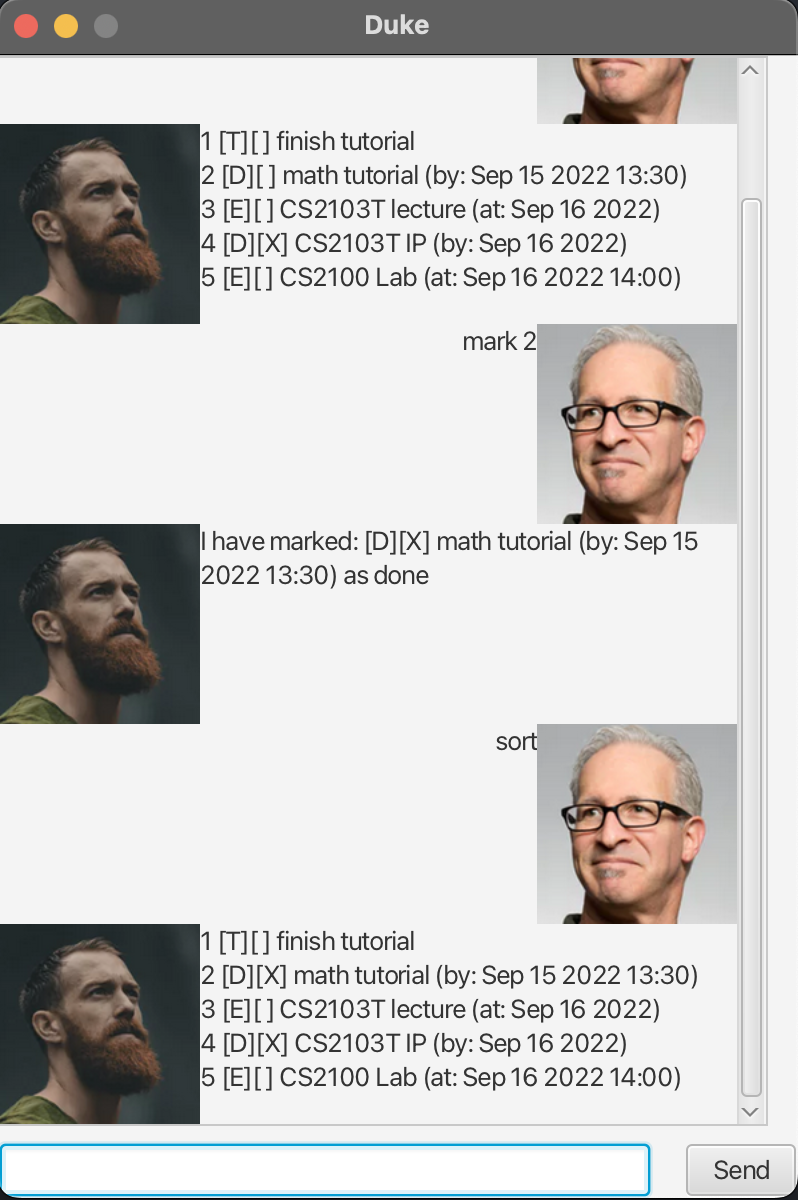 Duke
1 [T][ ] finish tutorial
2 [D][ ] math tutorial (by: Sep 15 2022 13:30)
3 [E][ ] CS2103T lecture (at: Sep 16 2022)
4 [D][X] CS2103T IP (by: Sep 16 2022)
5 [E][ ] CS2100 Lab (at: Sep 16 2022 14:00)
mark 2
I have marked: [D][X] math tutorial (by: Sep 15
2022 13:30) as done
sort
1 [T][ ] finish tutorial
2 [D][X] math tutorial (by: Sep 15 2022 13:30)
3 [E][ ] CS2103T lecture (at: Sep 16 2022)
4 [D][X] CS2103T IP (by: Sep 16 2022)
5 [E][ ] CS2100 Lab (at: Sep 16 2022 14:00)
Send